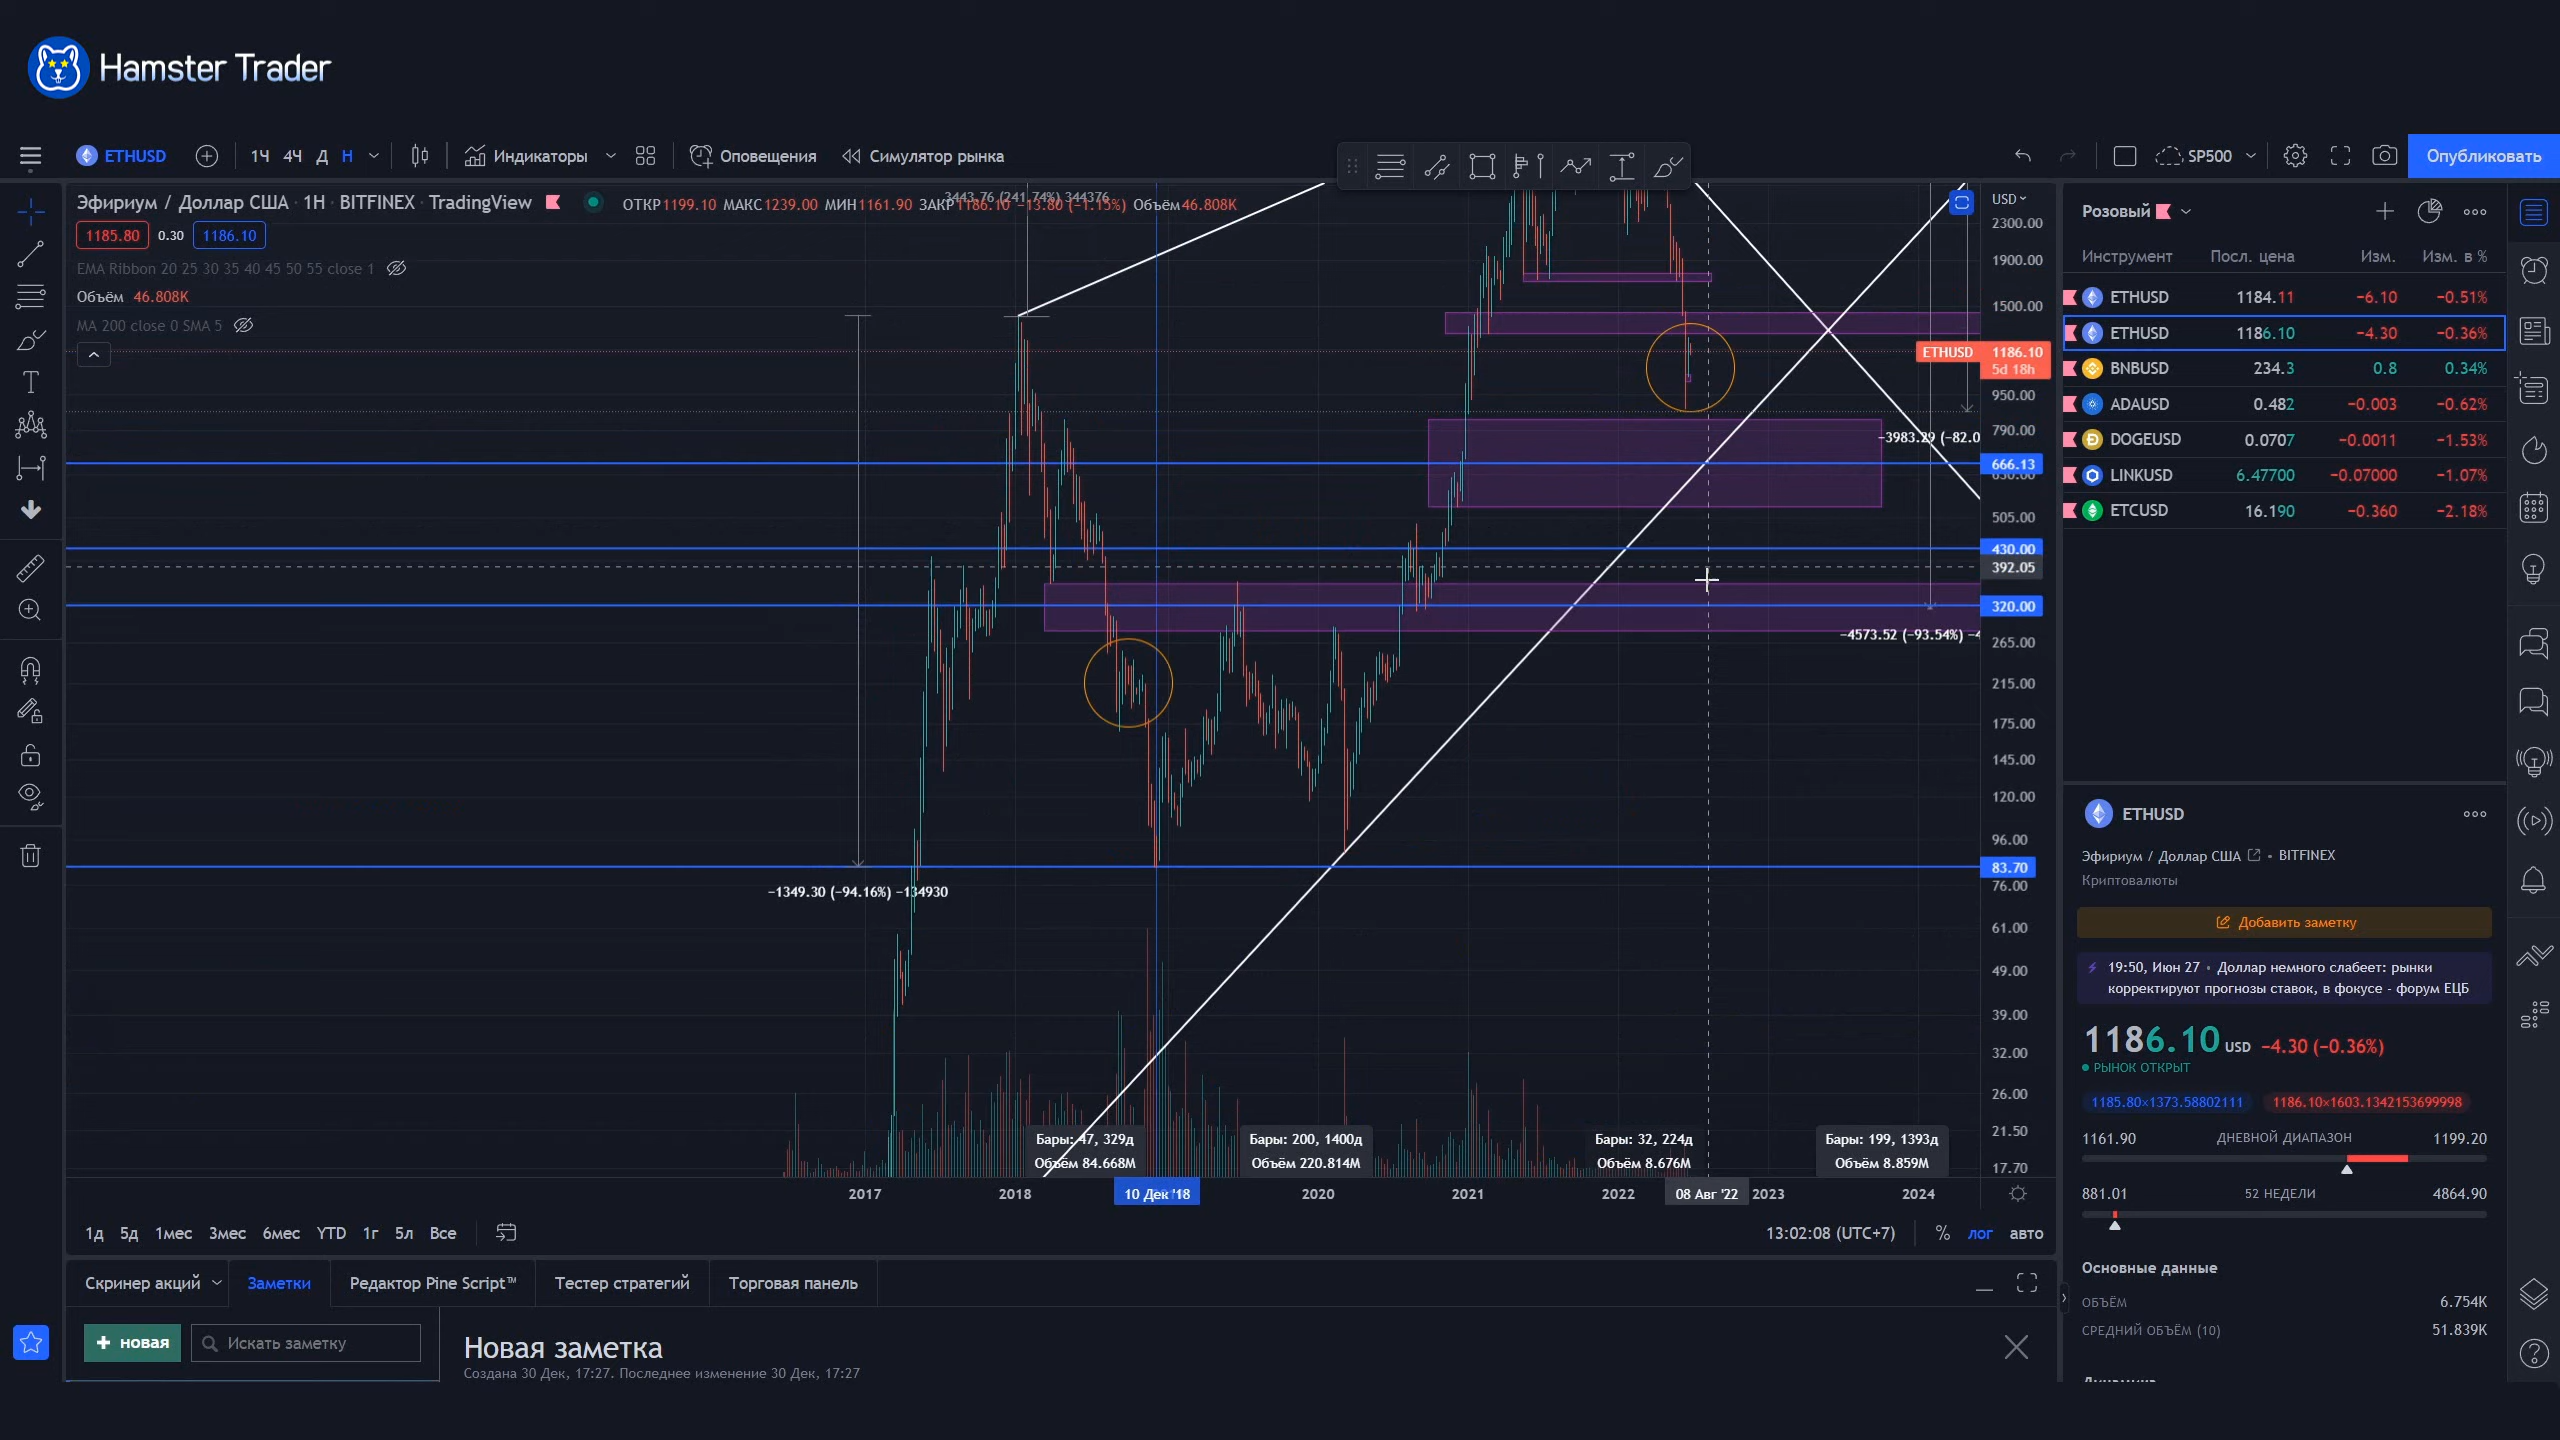 Hamster Trader
ETHUSD
1Ч 4Ч Д Н
Индикаторы
Оповещения
Симулятор рынка
SP500
Опубликовать
Эфириум / Доллар США · 1Н · BITFINEX · TradingView
ОТКР1199.10 МАКС1239.00 МИН1161.90 ЗАКР1186.10 −13.80 (−1.15%) Объём46.808K
3443.76 (241.74%) 344376
1185.80 0.30 1186.10
EMA Ribbon 20 25 30 35 40 45 50 55 close 1
Объём 46.808K
MA 200 close 0 SMA 5
USD
2300.00
1900.00
1500.00
ETHUSD 1186.10
5d 18h
950.00
790.00
−3983.29 (−82.0
666.13
650.00
505.00
430.00
392.05
320.00
−4573.52 (−93.54%) −4
265.00
215.00
175.00
145.00
120.00
96.00
83.70
76.00
−1349.30 (−94.16%) −134930
61.00
49.00
39.00
32.00
26.00
21.50
17.70
Бары: 47, 329д
Объём 84.668M
Бары: 200, 1400д
Объём 220.814M
Бары: 32, 224д
Объём 8.676M
Бары: 199, 1393д
Объём 8.859M
2017 2018 10 Дек '18 2020 2021 2022 08 Авг '22 2023 2024
1д 5д 1мес 3мес 6мес YTD 1г 5л Все
13:02:08 (UTC+7) % лог авто
Скринер акций
Заметки
Редактор Pine Script™
Тестер стратегий
Торговая панель
+ новая
Искать заметку
Новая заметка
Создана 30 Дек, 17:27. Последнее изменение 30 Дек, 17:27
Розовый
Инструмент Посл. цена Изм. Изм. в %
ETHUSD 1184.11 −6.10 −0.51%
ETHUSD 1186.10 −4.30 −0.36%
BNBUSD 234.3 0.8 0.34%
ADAUSD 0.482 −0.003 −0.62%
DOGEUSD 0.0707 −0.0011 −1.53%
LINKUSD 6.47700 −0.07000 −1.07%
ETCUSD 16.190 −0.360 −2.18%
ETHUSD
Эфириум / Доллар США • BITFINEX
Криптовалюты
Добавить заметку
19:50, Июн 27 • Доллар немного слабеет: рынки
корректируют прогнозы ставок, в фокусе - форум ЕЦБ
1186.10 USD −4.30 (−0.36%)
РЫНОК ОТКРЫТ
1185.80×1373.58802111 1186.10×1603.1342153699998
1161.90 ДНЕВНОЙ ДИАПАЗОН 1199.20
881.01 52 НЕДЕЛИ 4864.90
Основные данные
ОБЪЁМ 6.754K
СРЕДНИЙ ОБЪЁМ (10) 51.839K